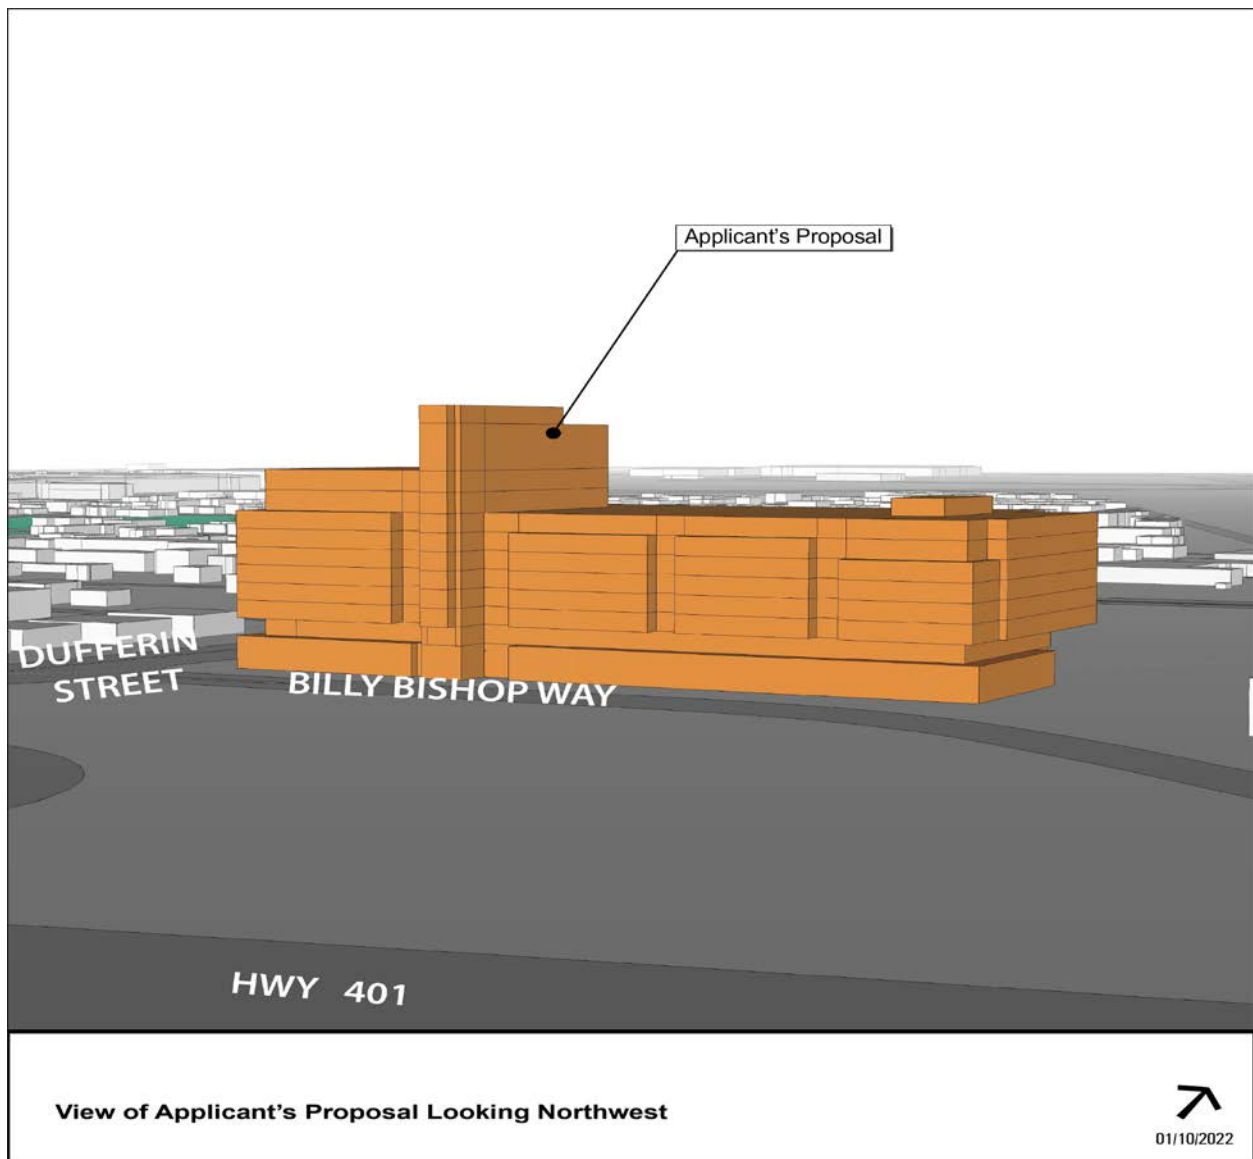 Applicant's Proposal
DUFFERIN
STREET
BILLY BISHOP WAY
HWY 401
View of Applicant's Proposal Looking Northwest
01/10/2022